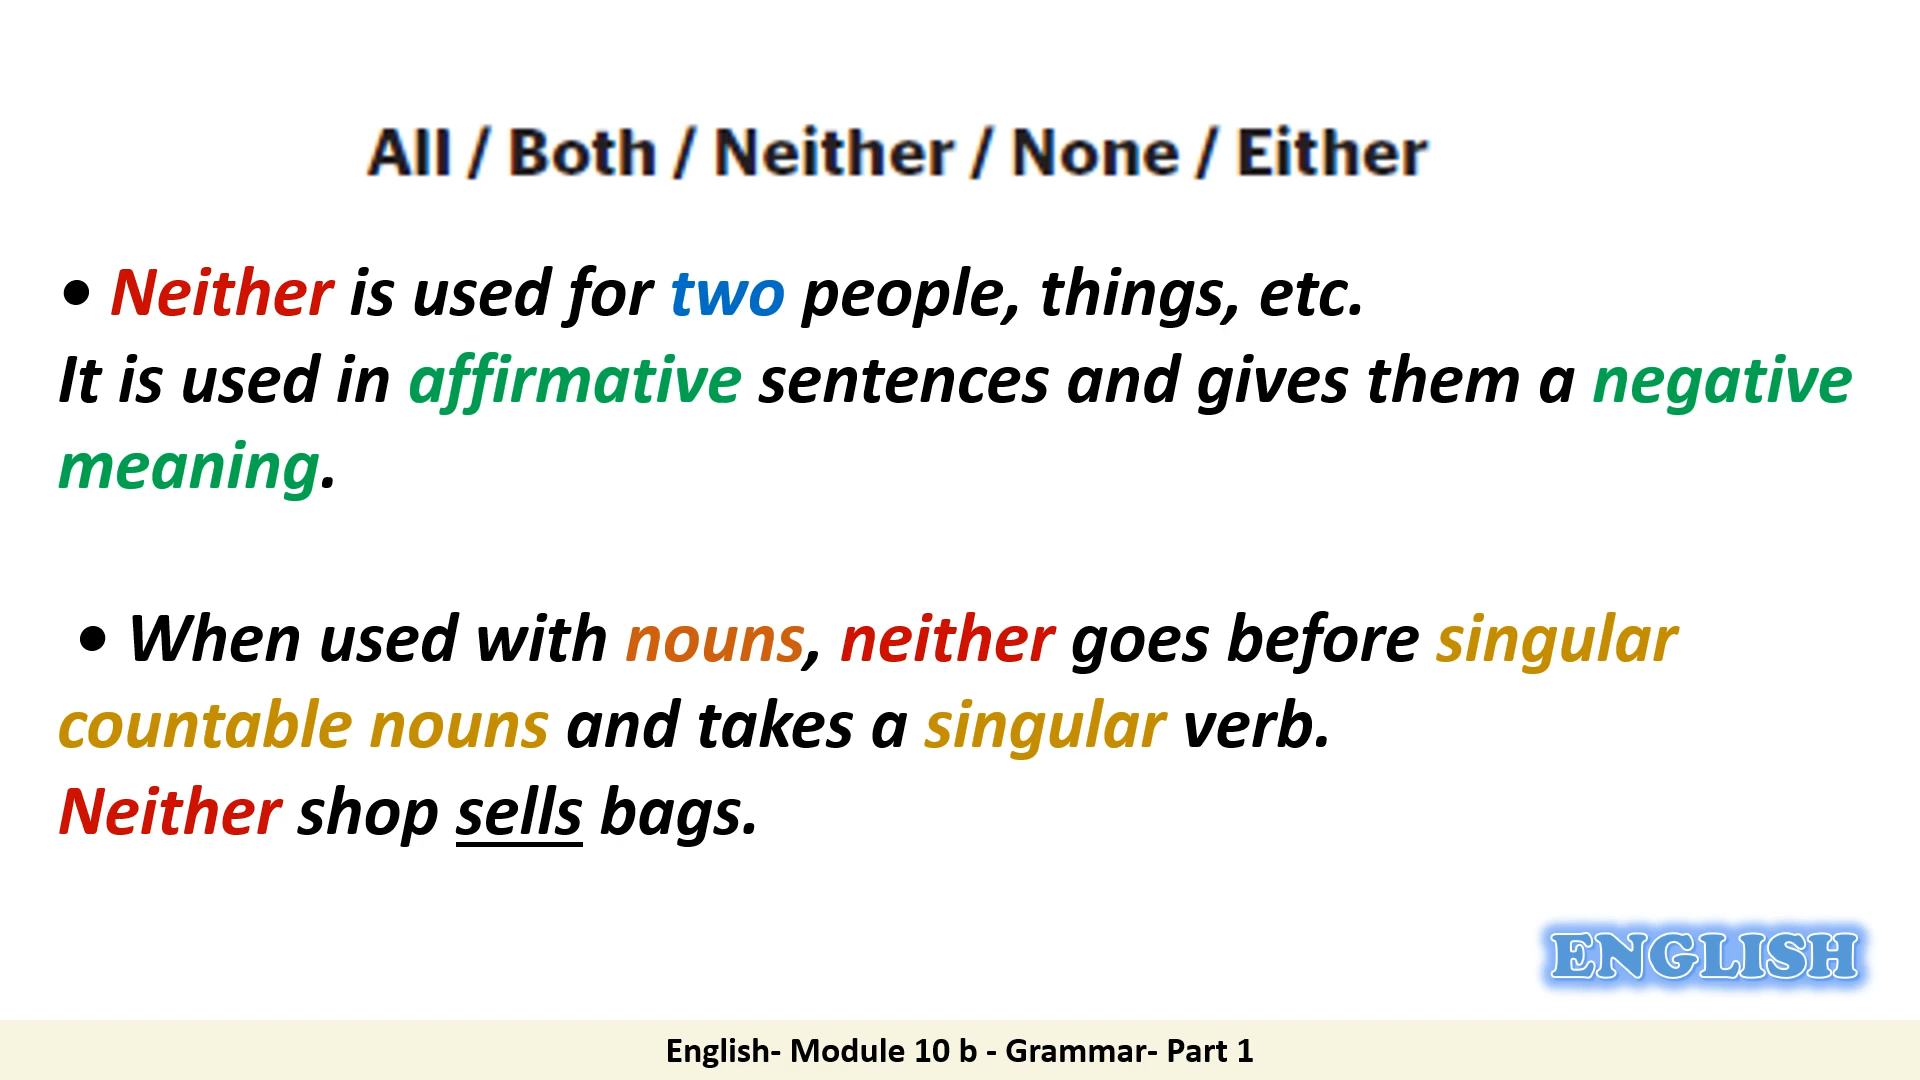 All / Both / Neither / None / Either
• Neither is used for two people, things, etc.
It is used in affirmative sentences and gives them a negative
meaning.
• When used with nouns, neither goes before singular
countable nouns and takes a singular verb.
Neither shop sells bags.
ENGLISH
English- Module 10 b - Grammar- Part 1